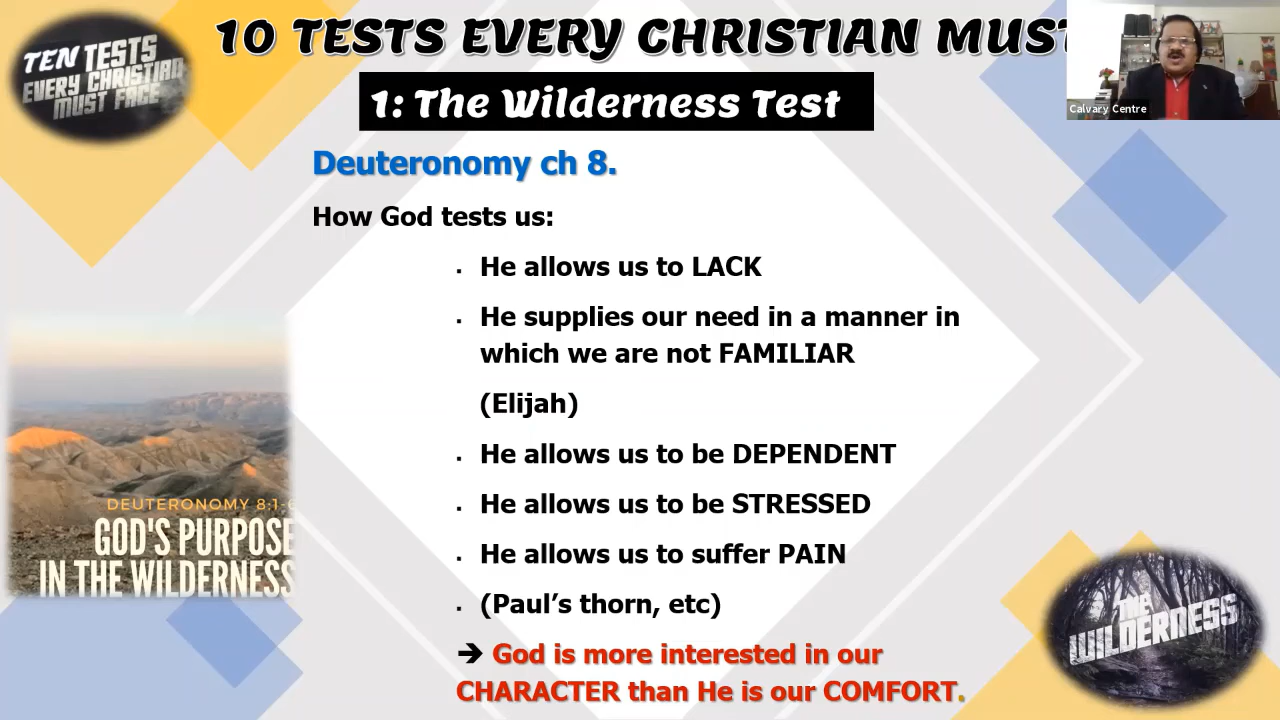 10 TESTS EVERY CHRISTIAN MUST
TEN TESTS
EVERY CHRISTIAN
MUST FACE
Calvary Centre
1: The Wilderness Test
Deuteronomy ch 8.
How God tests us:
▪ He allows us to LACK
▪ He supplies our need in a manner in
which we are not FAMILIAR
(Elijah)
▪ He allows us to be DEPENDENT
▪ He allows us to be STRESSED
▪ He allows us to suffer PAIN
▪ (Paul’s thorn, etc)
➔ God is more interested in our
CHARACTER than He is our COMFORT.
DEUTERONOMY 8:1-6
GOD'S PURPOSE
IN THE WILDERNESS
THE
WILDERNESS